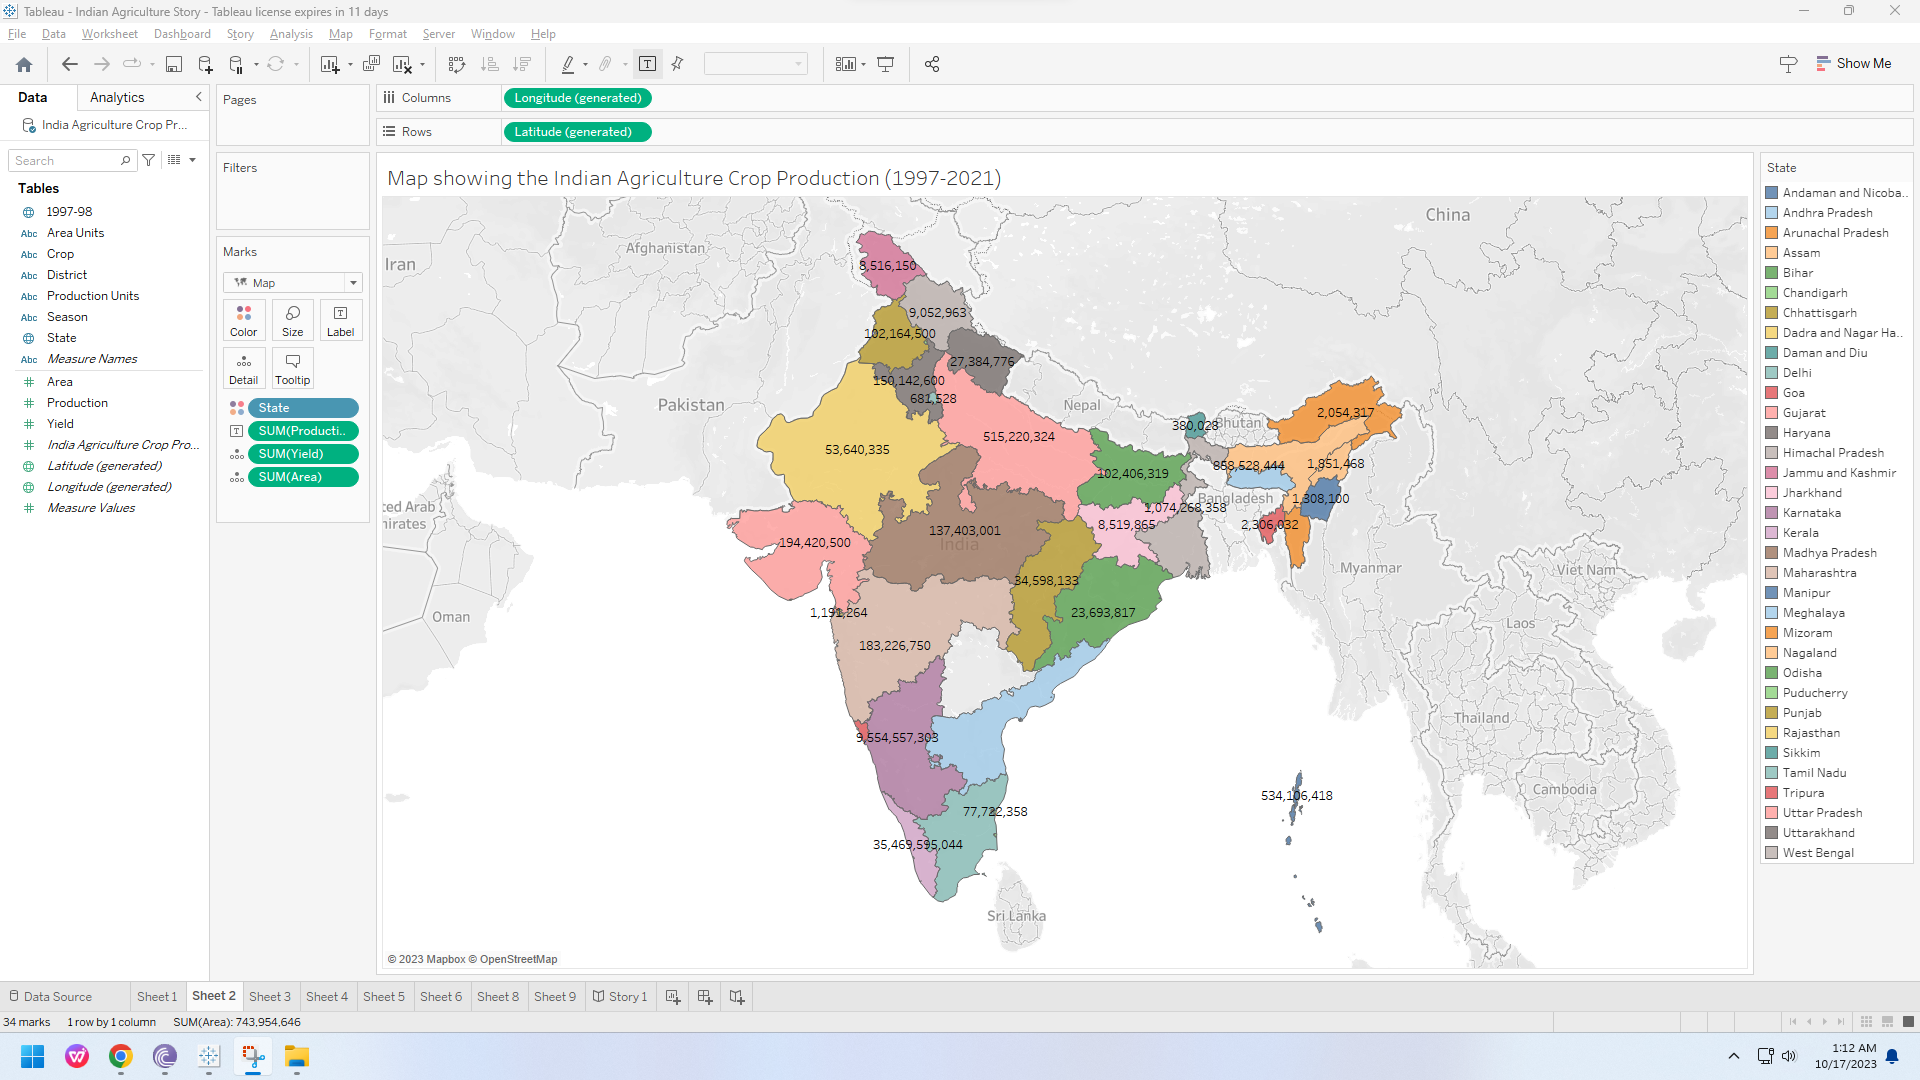 Tableau - Indian Agriculture Story - Tableau license expires in 11 days
File Data Worksheet Dashboard Story Analysis Map Format Server Window Help
Show Me
Data Analytics
India Agriculture Crop Pr...
Search
Tables
1997-98
Abc Area Units
Abc Crop
Abc District
Abc Production Units
Abc Season
State
Abc Measure Names
Area
Production
Yield
India Agriculture Crop Pro...
Latitude (generated)
Longitude (generated)
Measure Values
Pages
Filters
Marks
Map
Color Size Label
Detail Tooltip
State
SUM(Producti..
SUM(Yield)
SUM(Area)
Columns Longitude (generated)
Rows Latitude (generated)
Map showing the Indian Agriculture Crop Production (1997-2021)
China
Afghanistan
Iran
8,516,150
9,052,963
102,164,500
27,384,776
150,142,600
681,528
Pakistan
Nepal
2,054,317
380,028
Bhutan
515,220,324
53,640,335
858,528,444
1,851,468
102,406,319
Bangladesh
1,308,100
1,074,268,358
ted Arab
mirates
8,519,865
2,306,032
137,403,001
India
194,420,500
Myanmar
Viet Nam
34,598,133
1,191,264
23,693,817
Oman
Laos
183,226,750
Thailand
9,554,557,303
Cambodia
534,106,418
77,722,358
35,469,595,044
Sri Lanka
© 2023 Mapbox © OpenStreetMap
State
Andaman and Nicoba..
Andhra Pradesh
Arunachal Pradesh
Assam
Bihar
Chandigarh
Chhattisgarh
Dadra and Nagar Ha..
Daman and Diu
Delhi
Goa
Gujarat
Haryana
Himachal Pradesh
Jammu and Kashmir
Jharkhand
Karnataka
Kerala
Madhya Pradesh
Maharashtra
Manipur
Meghalaya
Mizoram
Nagaland
Odisha
Puducherry
Punjab
Rajasthan
Sikkim
Tamil Nadu
Tripura
Uttar Pradesh
Uttarakhand
West Bengal
Data Source Sheet 1 Sheet 2 Sheet 3 Sheet 4 Sheet 5 Sheet 6 Sheet 8 Sheet 9 Story 1
34 marks 1 row by 1 column SUM(Area): 743,954,646
1:12 AM
10/17/2023